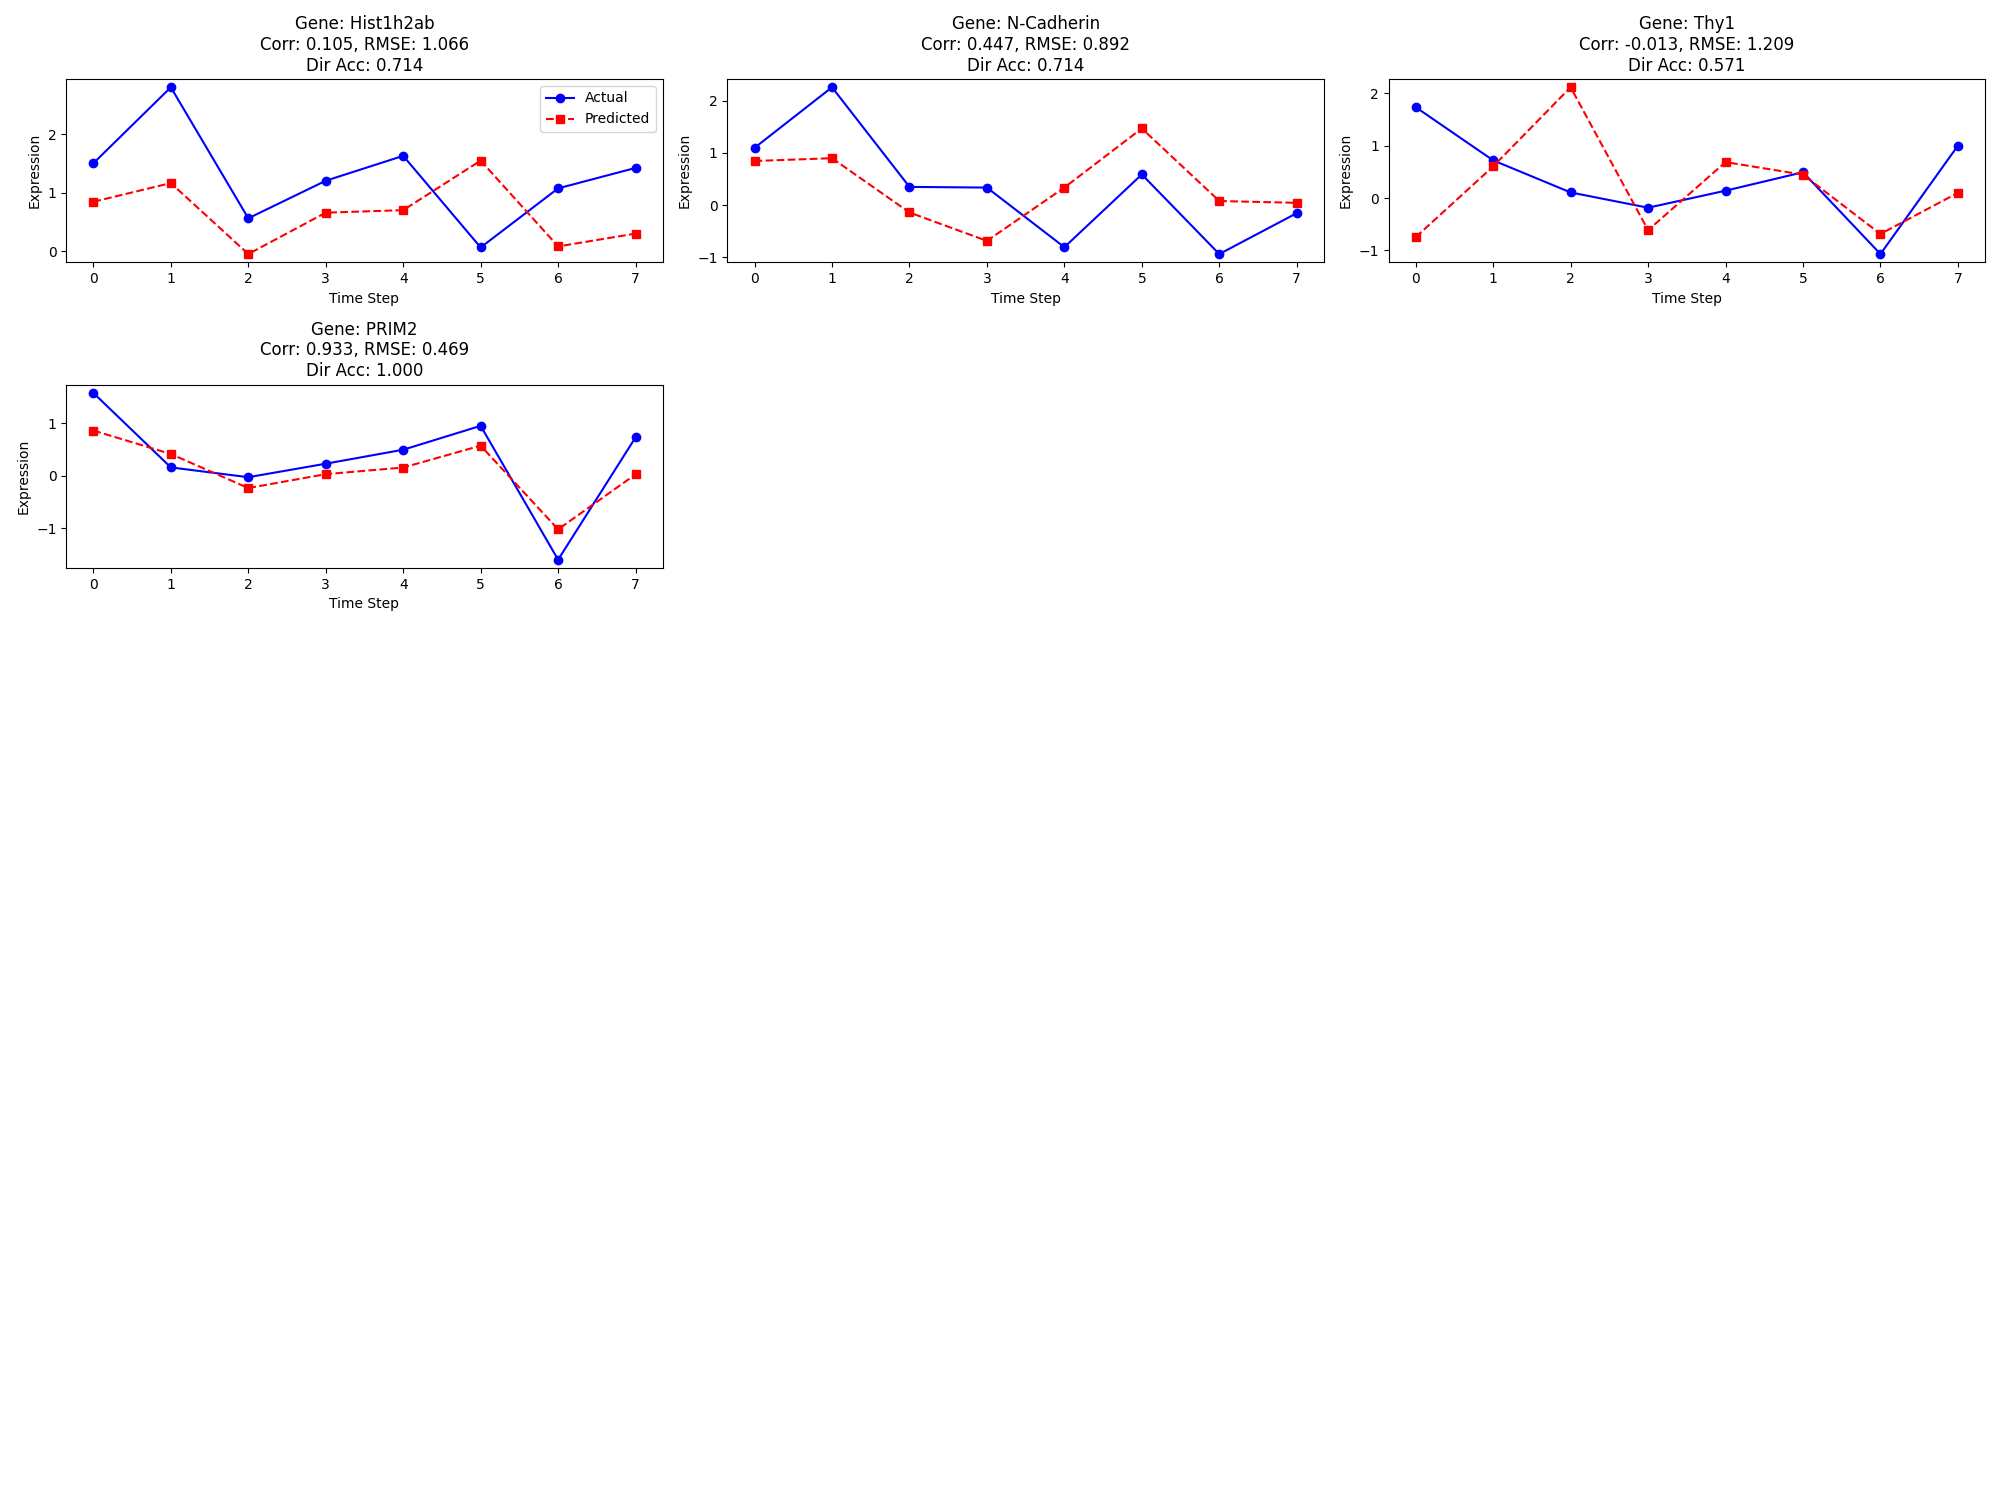 Gene: Hist1h2ab
Corr: 0.105, RMSE: 1.066
Dir Acc: 0.714
Expression
2
1
0
Actual
Predicted
0 1 2 3 4 5 6 7
Time Step
Gene: N-Cadherin
Corr: 0.447, RMSE: 0.892
Dir Acc: 0.714
Expression
2
1
0
−1
0 1 2 3 4 5 6 7
Time Step
Gene: Thy1
Corr: -0.013, RMSE: 1.209
Dir Acc: 0.571
Expression
2
1
0
−1
0 1 2 3 4 5 6 7
Time Step
Gene: PRIM2
Corr: 0.933, RMSE: 0.469
Dir Acc: 1.000
Expression
1
0
−1
0 1 2 3 4 5 6 7
Time Step